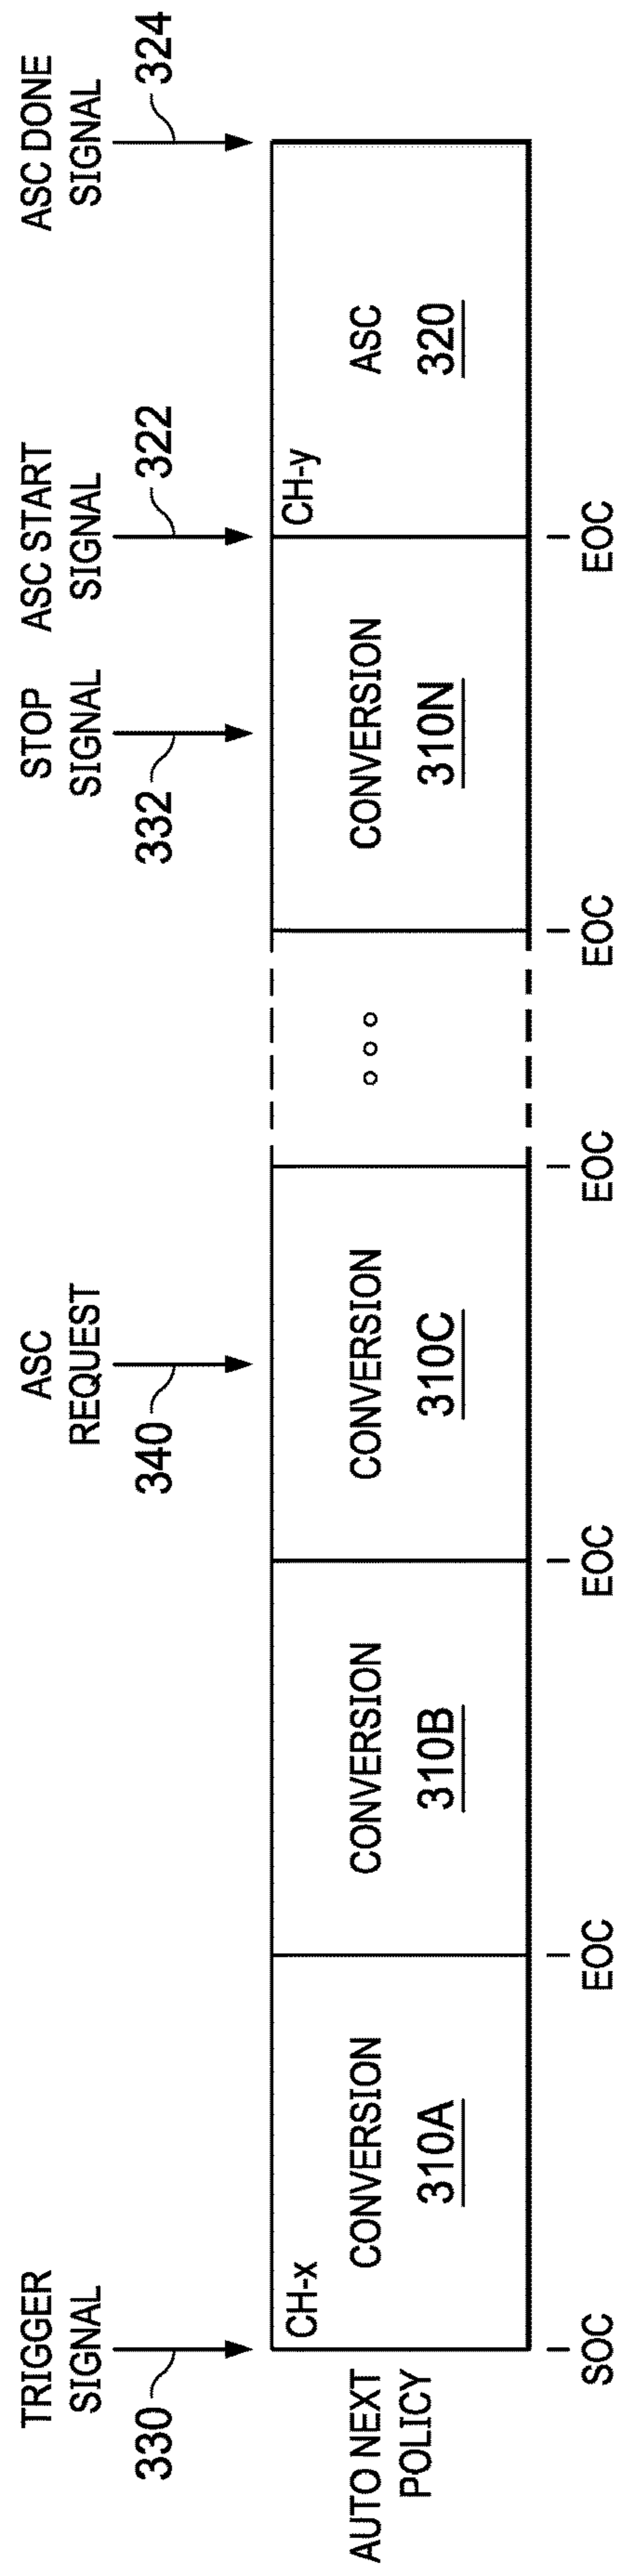 TRIGGER
SIGNAL
330
ASC
REQUEST
340
STOP
SIGNAL
332
ASC START
SIGNAL
322
ASC DONE
SIGNAL
324
AUTO NEXT
POLICY
CH-x
CONVERSION
310A
CONVERSION
310B
CONVERSION
310C
CONVERSION
310N
CH-y
ASC
320
SOC
EOC
EOC
EOC
EOC
EOC